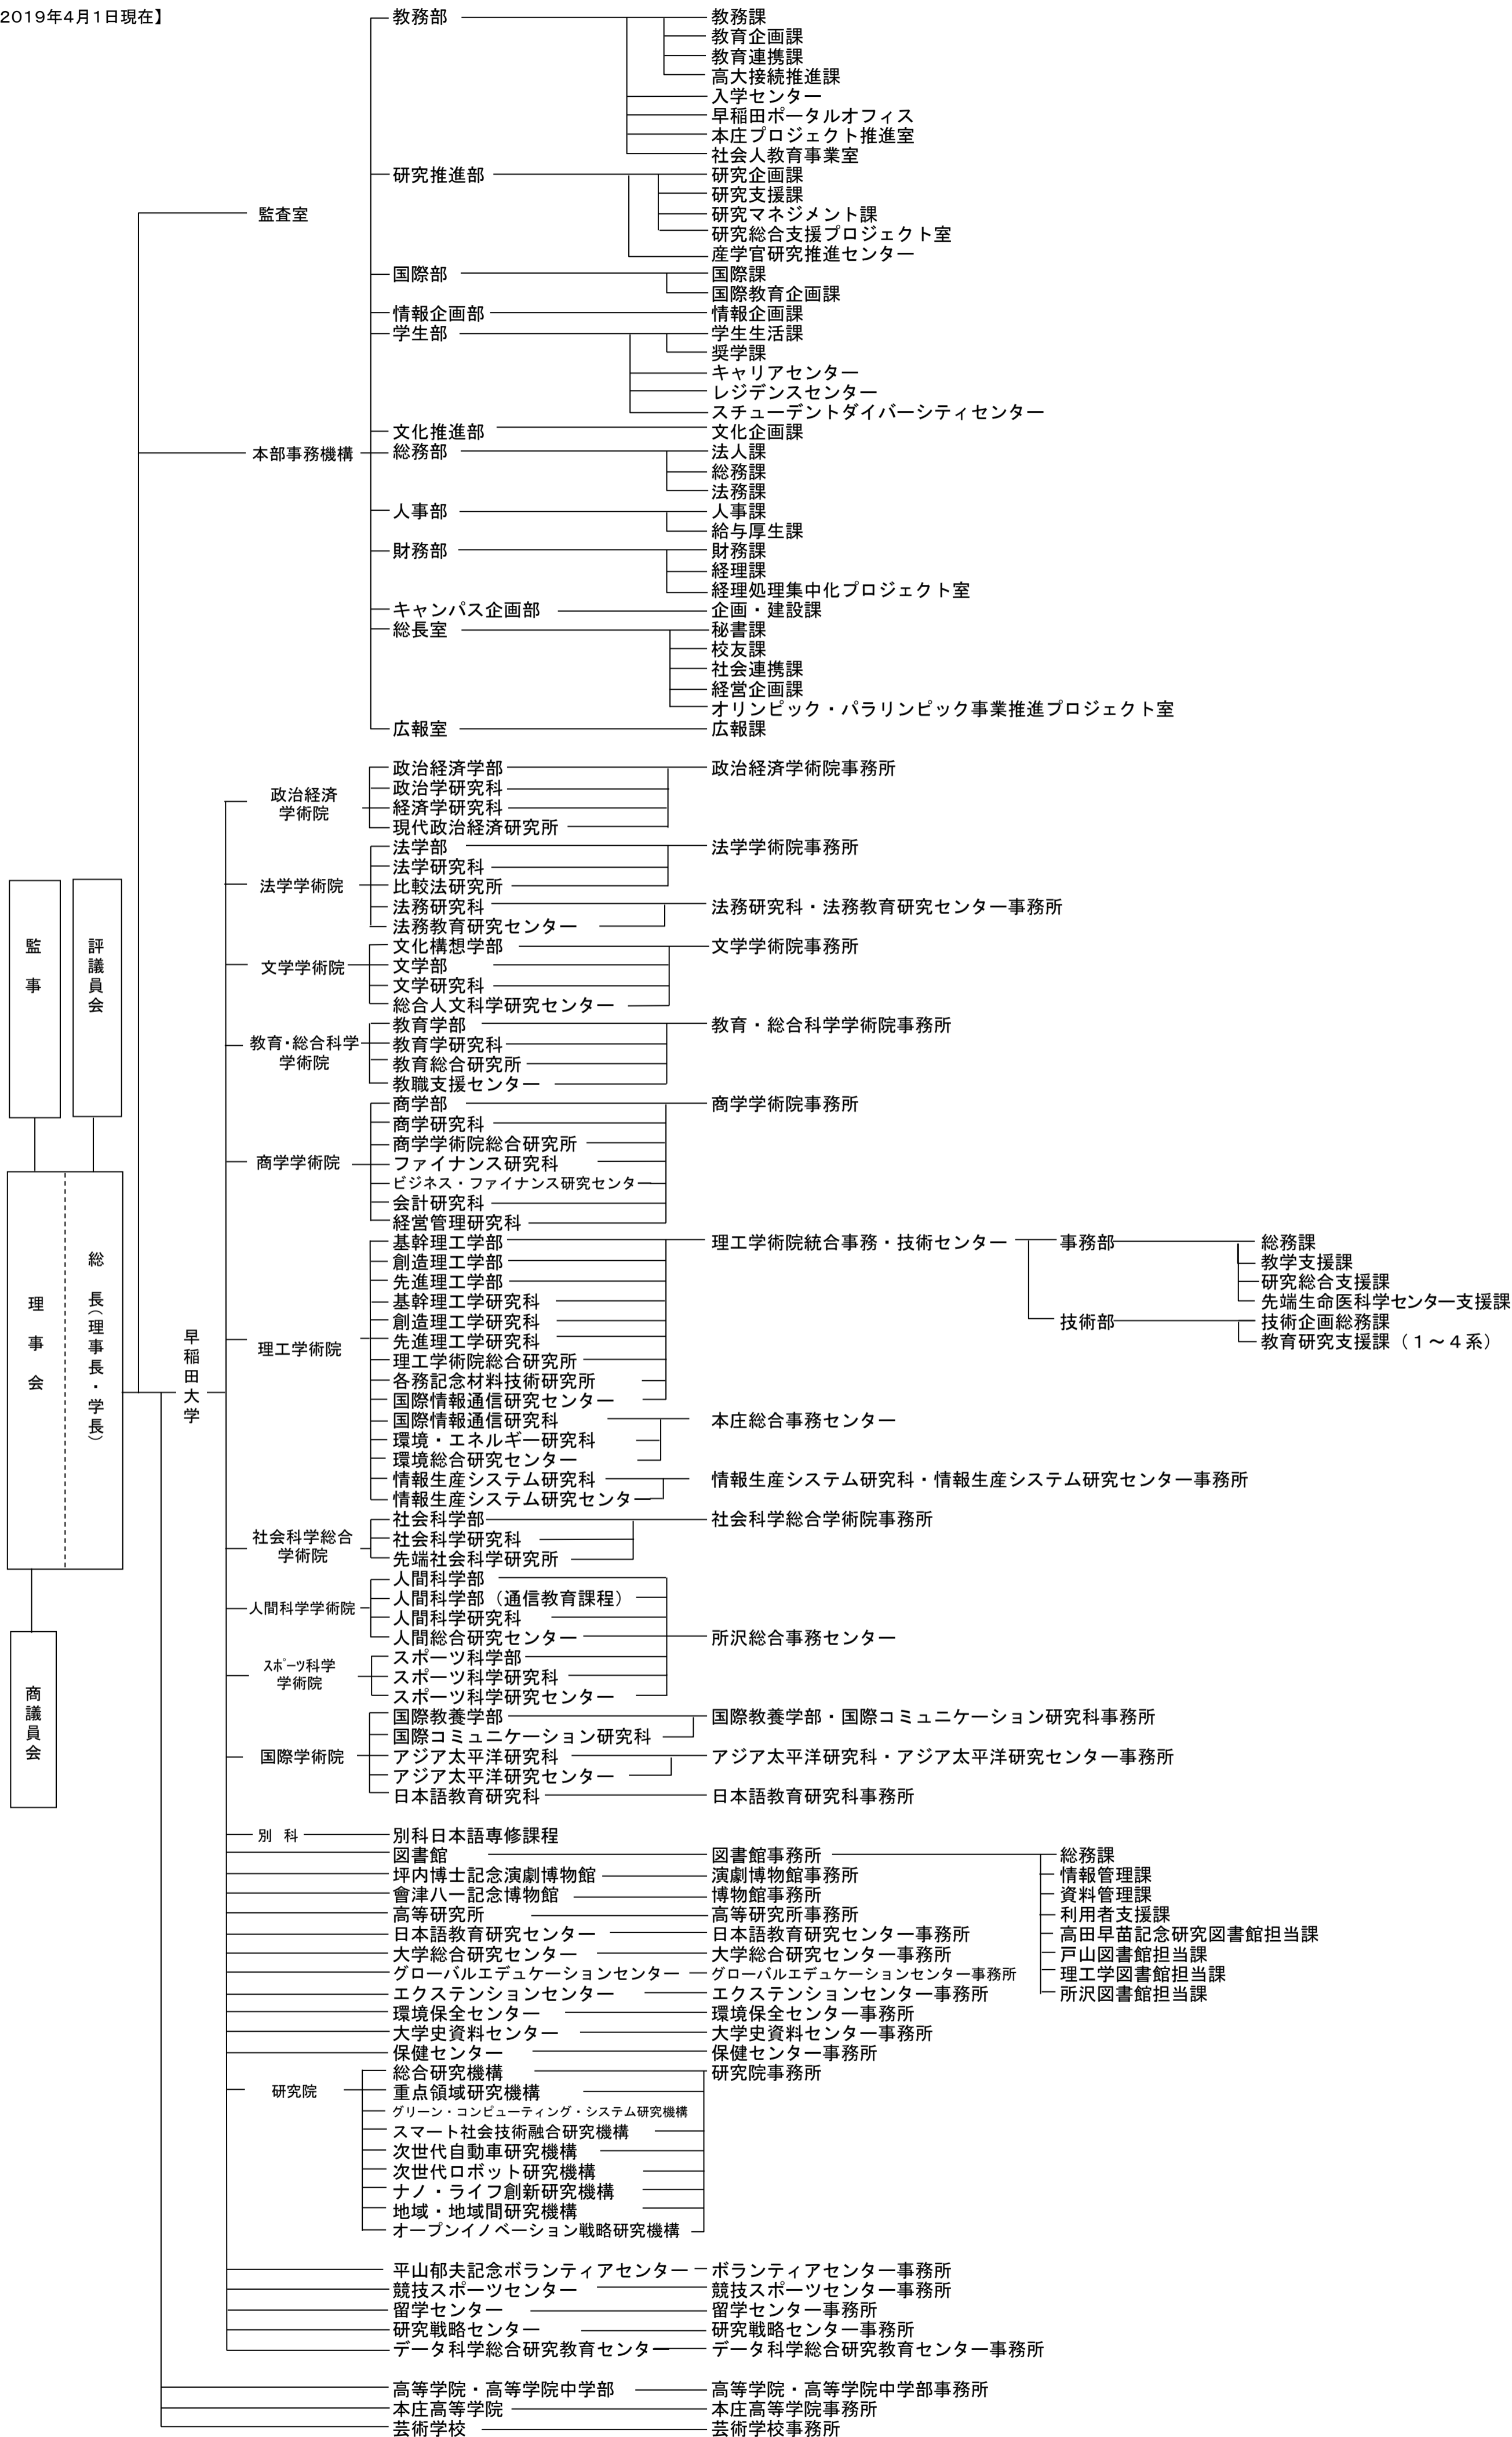 2019年4月1日現在】
教務部 教務課
教育企画課
教育連携課
高大接続推進課
入学センター
早稲田ポータルオフィス
本庄プロジェクト推進室
社会人教育事業室
研究推進部 研究企画課
研究支援課
監査室 研究マネジメント課
研究総合支援プロジェクト室
産学官研究推進センター
国際部 国際課
国際教育企画課
情報企画部 情報企画課
学生部 学生生活課
奨学課
キャリアセンター
レジデンスセンター
スチューデントダイバーシティセンター
文化推進部 文化企画課
本部事務機構 総務部 法人課
総務課
法務課
人事部 人事課
給与厚生課
財務部 財務課
経理課
経理処理集中化プロジェクト室
キャンパス企画部 企画・建設課
総長室 秘書課
校友課
社会連携課
経営企画課
オリンピック・パラリンピック事業推進プロジェクト室
広報室 広報課
政治経済学部 政治経済学術院事務所
政治経済
学術院
政治学研究科
経済学研究科
現代政治経済研究所
法学部 法学学術院事務所
法学研究科
法学学術院 比較法研究所
法務研究科 法務研究科・法務教育研究センター事務所
法務教育研究センター
監事
評議員会
文化構想学部 文学学術院事務所
文学学術院 文学部
文学研究科
総合人文科学研究センター
教育学部 教育・総合科学学術院事務所
教育・総合科学
学術院
教育学研究科
教育総合研究所
教職支援センター
商学部 商学学術院事務所
商学研究科
商学学術院総合研究所
商学学術院 ファイナンス研究科
ビジネス・ファイナンス研究センター
会計研究科
経営管理研究科
理事会
総長（理事長・学長）
早稲田大学
基幹理工学部 理工学術院統合事務・技術センター 事務部 総務課
創造理工学部 教学支援課
先進理工学部 研究総合支援課
基幹理工学研究科 先端生命医科学センター支援課
創造理工学研究科 技術部 技術企画総務課
理工学術院 先進理工学研究科 教育研究支援課（１～４系）
理工学術院総合研究所
各務記念材料技術研究所
国際情報通信研究センター
国際情報通信研究科 本庄総合事務センター
環境・エネルギー研究科
環境総合研究センター
情報生産システム研究科 情報生産システム研究科・情報生産システム研究センター事務所
情報生産システム研究センター
社会科学部 社会科学総合学術院事務所
社会科学総合
学術院
社会科学研究科
先端社会科学研究所
人間科学部
人間科学学術院 人間科学部（通信教育課程）
人間科学研究科
人間総合研究センター 所沢総合事務センター
スポーツ科学部
ｽﾎﾟｰﾂ科学
学術院
スポーツ科学研究科
スポーツ科学研究センター
商議員会
国際教養学部 国際教養学部・国際コミュニケーション研究科事務所
国際コミュニケーション研究科
国際学術院 アジア太平洋研究科 アジア太平洋研究科・アジア太平洋研究センター事務所
アジア太平洋研究センター
日本語教育研究科 日本語教育研究科事務所
別 科 別科日本語専修課程
図書館 図書館事務所 総務課
坪内博士記念演劇博物館 演劇博物館事務所 情報管理課
會津八一記念博物館 博物館事務所 資料管理課
高等研究所 高等研究所事務所 利用者支援課
日本語教育研究センター 日本語教育研究センター事務所 高田早苗記念研究図書館担当課
大学総合研究センター 大学総合研究センター事務所 戸山図書館担当課
グローバルエデュケーションセンター グローバルエデュケーションセンター事務所 理工学図書館担当課
エクステンションセンター エクステンションセンター事務所 所沢図書館担当課
環境保全センター 環境保全センター事務所
大学史資料センター 大学史資料センター事務所
保健センター 保健センター事務所
総合研究機構 研究院事務所
研究院 重点領域研究機構
グリーン・コンピューティング・システム研究機構
スマート社会技術融合研究機構
次世代自動車研究機構
次世代ロボット研究機構
ナノ・ライフ創新研究機構
地域・地域間研究機構
オープンイノベーション戦略研究機構
平山郁夫記念ボランティアセンター ボランティアセンター事務所
競技スポーツセンター 競技スポーツセンター事務所
留学センター 留学センター事務所
研究戦略センター 研究戦略センター事務所
データ科学総合研究教育センター データ科学総合研究教育センター事務所
高等学院・高等学院中学部 高等学院・高等学院中学部事務所
本庄高等学院 本庄高等学院事務所
芸術学校 芸術学校事務所